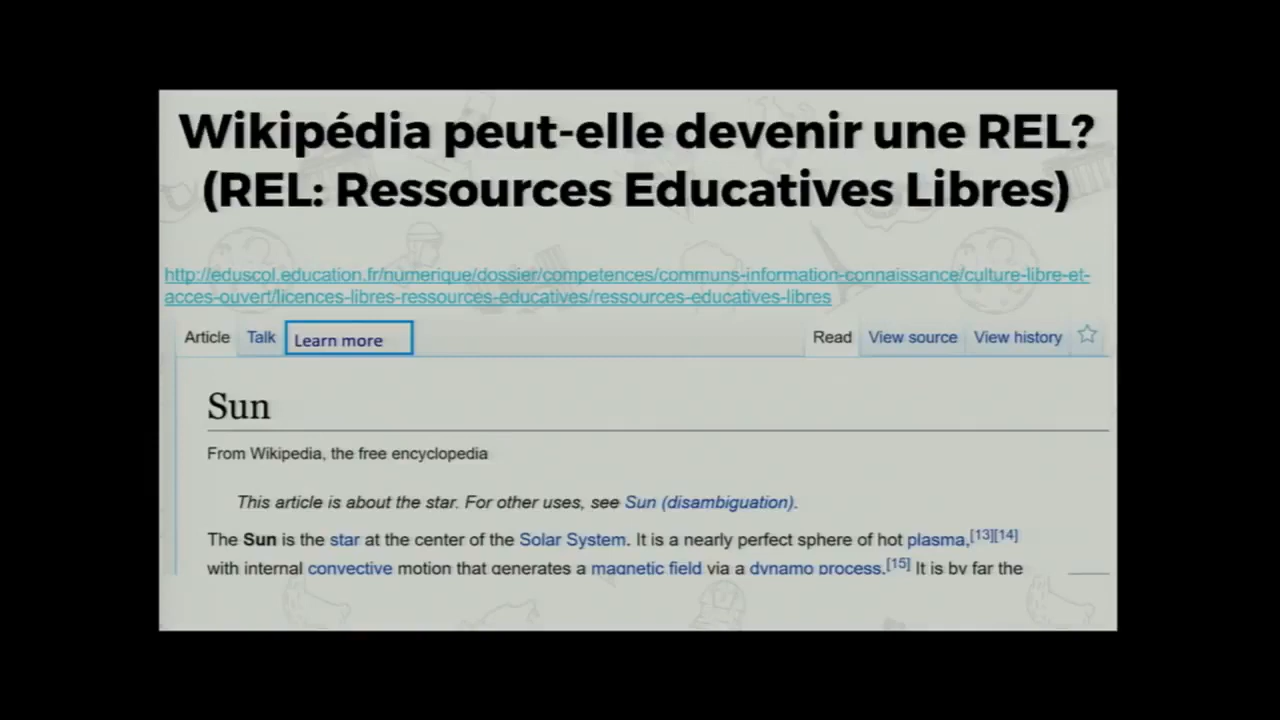 Wikipédia peut-elle devenir une REL?
(REL: Ressources Educatives Libres)
http://eduscol.education.fr/numerique/dossier/competences/communs-information-connaissance/culture-libre-et-
acces-ouvert/licences-libres-ressources-educatives/ressources-educatives-libres
Article Talk Learn more Read View source View history
Sun
From Wikipedia, the free encyclopedia
This article is about the star. For other uses, see Sun (disambiguation).
The Sun is the star at the center of the Solar System. It is a nearly perfect sphere of hot plasma,[13][14]
with internal convective motion that generates a magnetic field via a dynamo process.[15] It is by far the